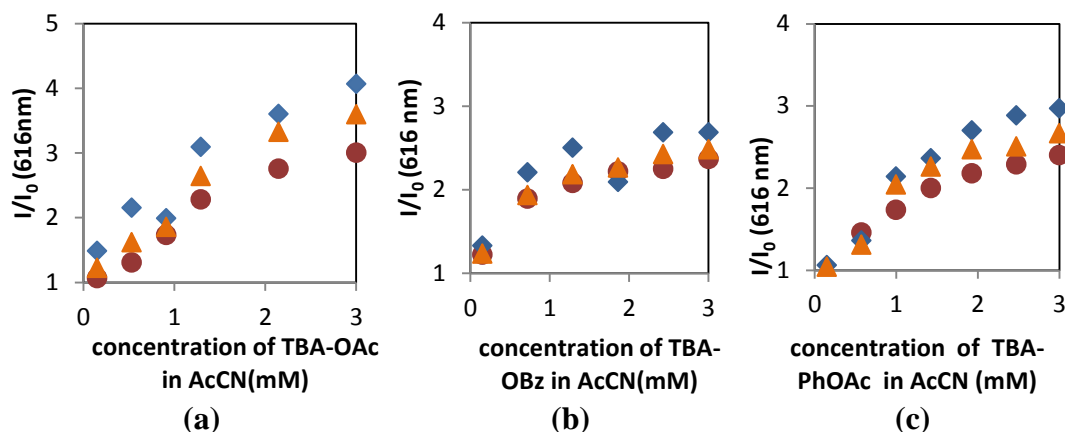 5
4
3
2
1
0 1 2 3
I/I₀ (616nm)
concentration of TBA-OAc
in AcCN(mM)
(a)
4
3
2
1
0 1 2 3
I/I₀ (616 nm)
concentration of TBA-
OBz in AcCN(mM)
(b)
4
3
2
1
0 1 2 3
I/I₀ (616 nm)
concentration of TBA-
PhOAc in AcCN (mM)
(c)